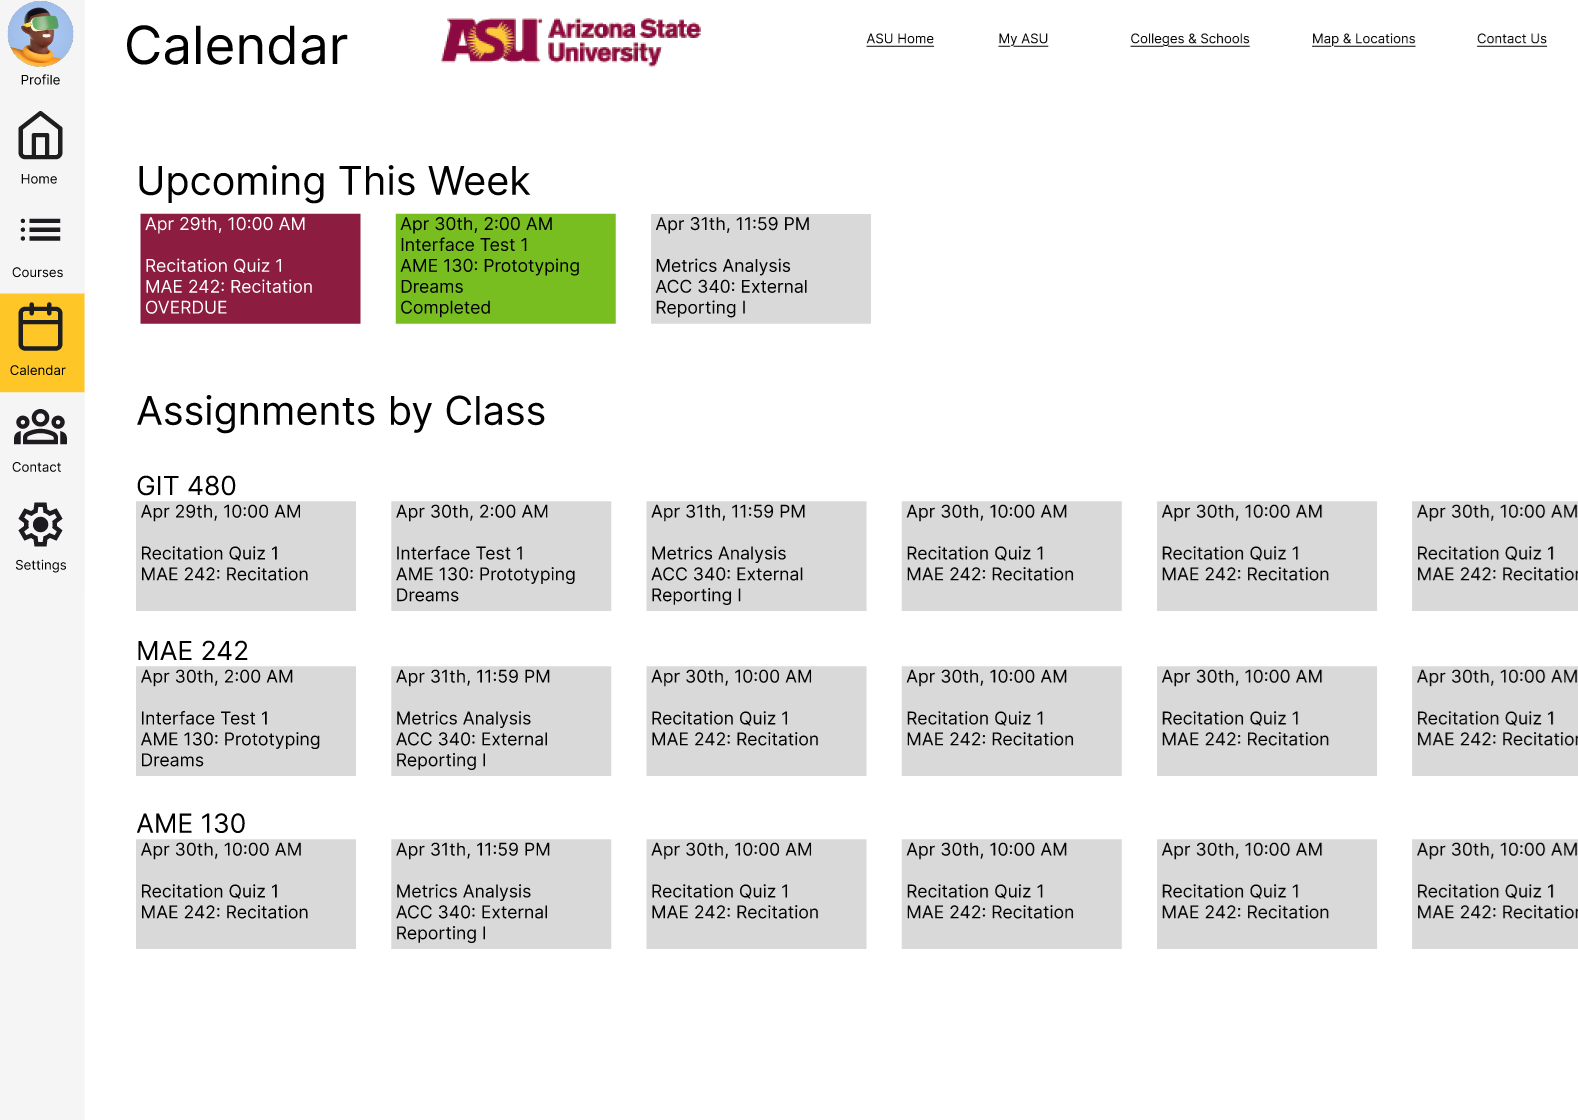 Calendar
ASU Arizona State
University
ASU Home
My ASU
Colleges & Schools
Map & Locations
Contact Us
Profile
Home
Courses
Calendar
Contact
Settings
Upcoming This Week
Apr 29th, 10:00 AM
Recitation Quiz 1
MAE 242: Recitation
OVERDUE
Apr 30th, 2:00 AM
Interface Test 1
AME 130: Prototyping
Dreams
Completed
Apr 31th, 11:59 PM
Metrics Analysis
ACC 340: External
Reporting I
Assignments by Class
GIT 480
Apr 29th, 10:00 AM
Recitation Quiz 1
MAE 242: Recitation
Apr 30th, 2:00 AM
Interface Test 1
AME 130: Prototyping
Dreams
Apr 31th, 11:59 PM
Metrics Analysis
ACC 340: External
Reporting I
Apr 30th, 10:00 AM
Recitation Quiz 1
MAE 242: Recitation
Apr 30th, 10:00 AM
Recitation Quiz 1
MAE 242: Recitation
Apr 30th, 10:00 AM
Recitation Quiz 1
MAE 242: Recitation
MAE 242
Apr 30th, 2:00 AM
Interface Test 1
AME 130: Prototyping
Dreams
Apr 31th, 11:59 PM
Metrics Analysis
ACC 340: External
Reporting I
Apr 30th, 10:00 AM
Recitation Quiz 1
MAE 242: Recitation
Apr 30th, 10:00 AM
Recitation Quiz 1
MAE 242: Recitation
Apr 30th, 10:00 AM
Recitation Quiz 1
MAE 242: Recitation
Apr 30th, 10:00 AM
Recitation Quiz 1
MAE 242: Recitation
AME 130
Apr 30th, 10:00 AM
Recitation Quiz 1
MAE 242: Recitation
Apr 31th, 11:59 PM
Metrics Analysis
ACC 340: External
Reporting I
Apr 30th, 10:00 AM
Recitation Quiz 1
MAE 242: Recitation
Apr 30th, 10:00 AM
Recitation Quiz 1
MAE 242: Recitation
Apr 30th, 10:00 AM
Recitation Quiz 1
MAE 242: Recitation
Apr 30th, 10:00 AM
Recitation Quiz 1
MAE 242: Recitation